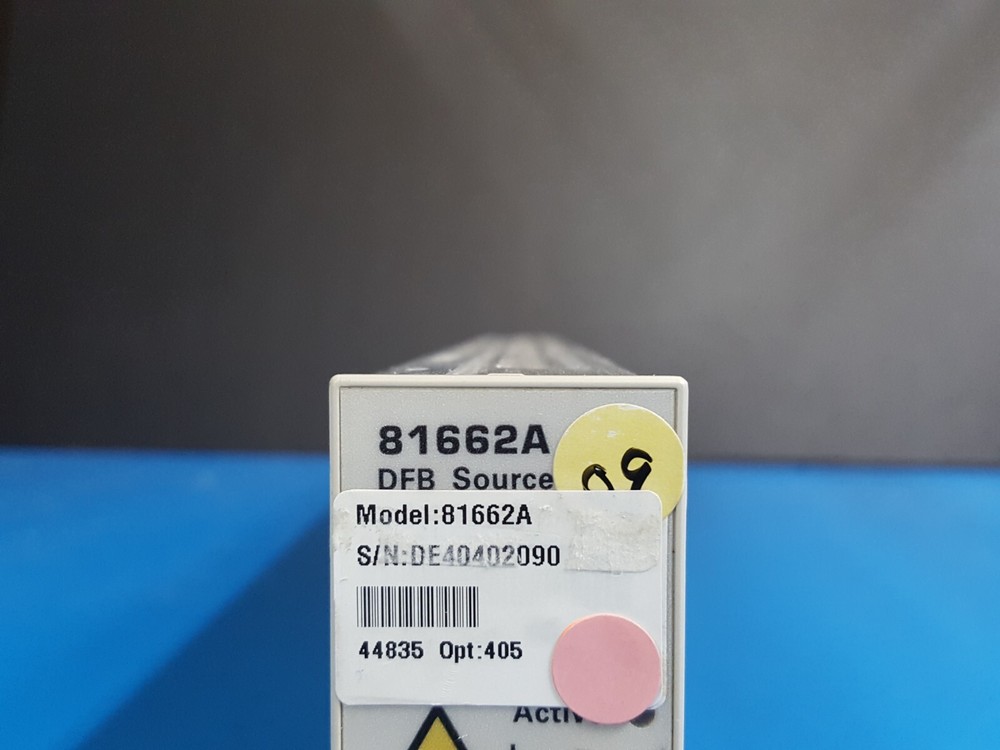 81662A
DFB Source
09
Model:81662A
S/N:DE40402090
44835 Opt:405